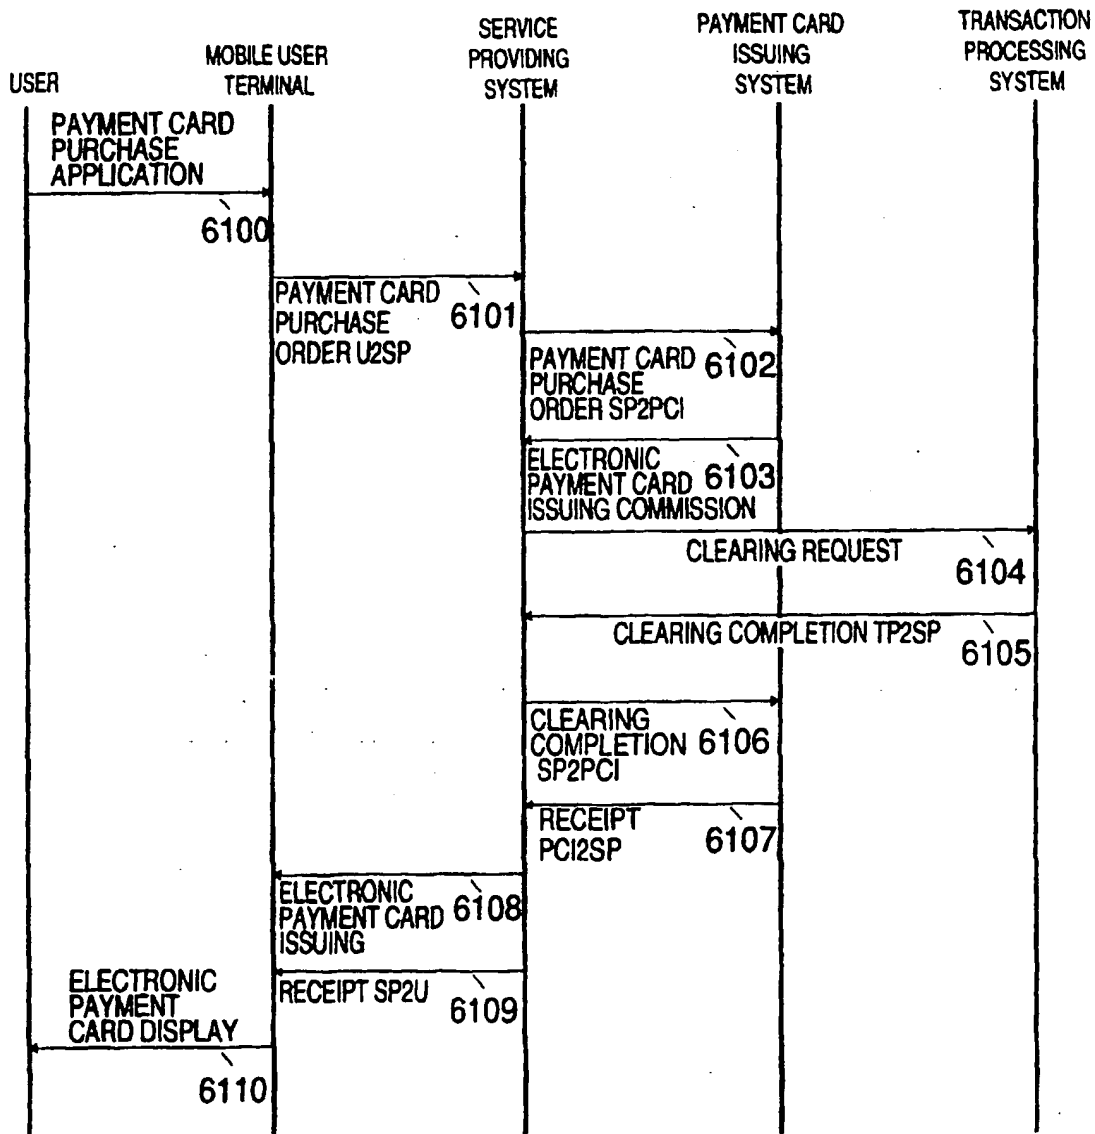 USER
MOBILE USER
TERMINAL
SERVICE
PROVIDING
SYSTEM
PAYMENT CARD
ISSUING
SYSTEM
TRANSACTION
PROCESSING
SYSTEM
PAYMENT CARD
PURCHASE
APPLICATION
6100
PAYMENT CARD
PURCHASE
ORDER U2SP
6101
PAYMENT CARD
PURCHASE
ORDER SP2PCI
6102
ELECTRONIC
PAYMENT CARD
ISSUING COMMISSION
6103
CLEARING REQUEST
6104
CLEARING COMPLETION TP2SP
6105
CLEARING
COMPLETION
SP2PCI
6106
RECEIPT
PCI2SP
6107
ELECTRONIC
PAYMENT CARD
ISSUING
6108
RECEIPT SP2U
6109
ELECTRONIC
PAYMENT
CARD DISPLAY
6110